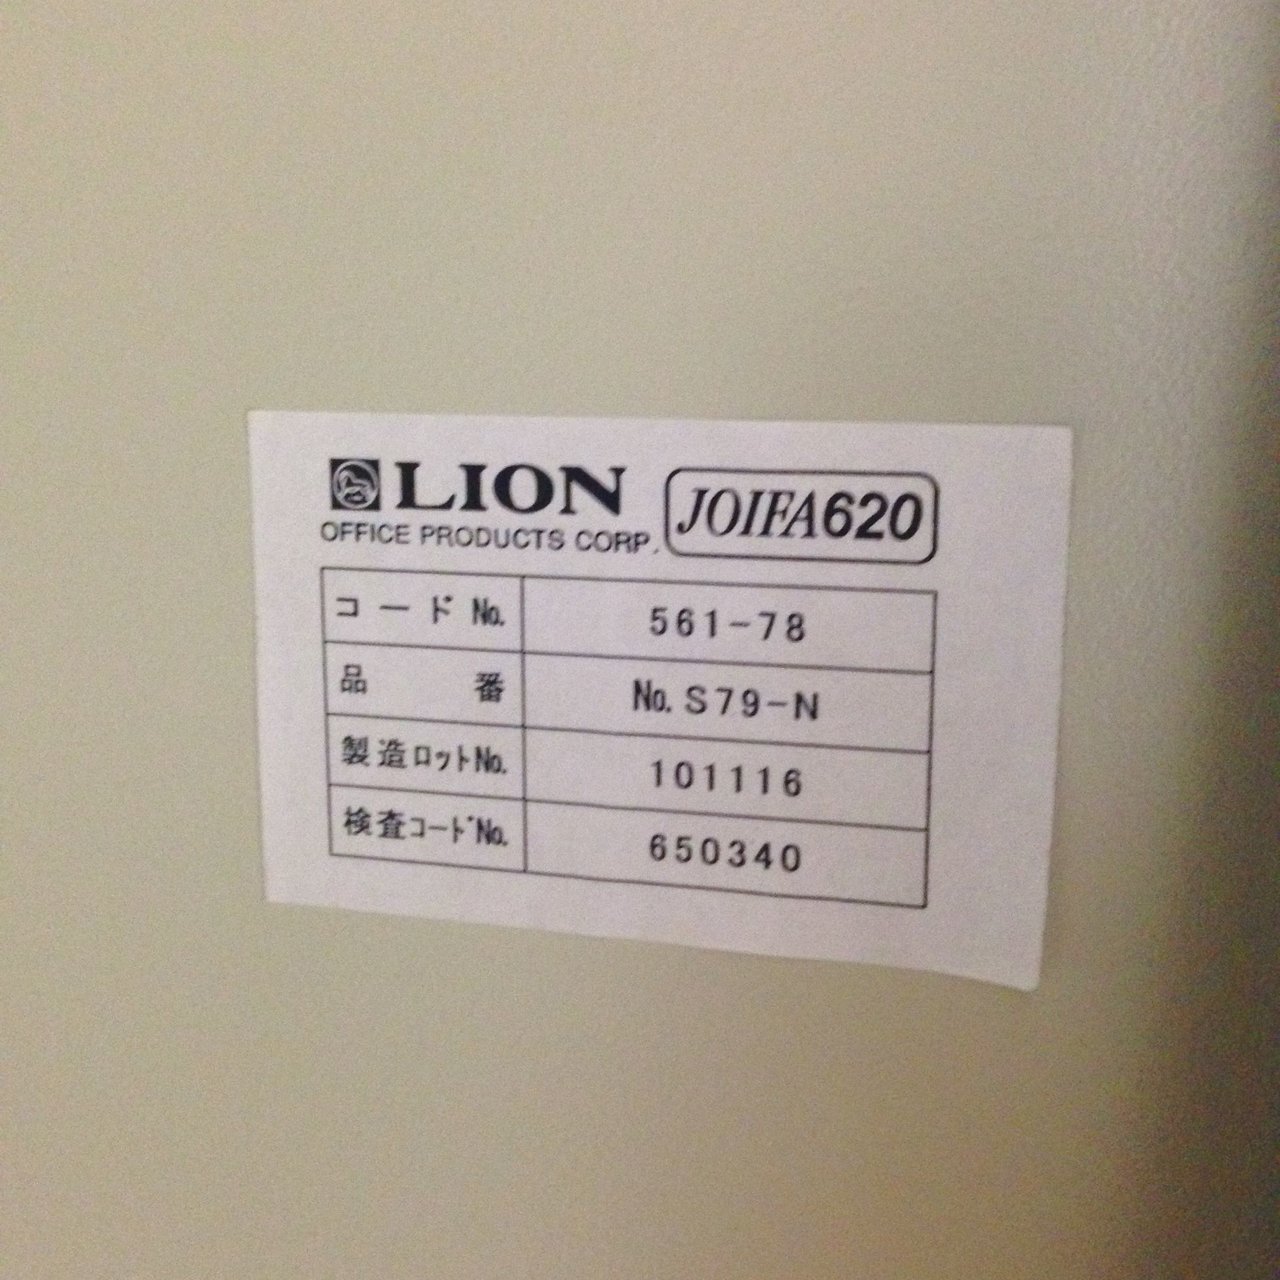 LION
OFFICE PRODUCTS CORP.
JOIFA620
コードNo. 561-78
品番 No.S79-N
製造ロットNo. 101116
検査コードNo. 650340